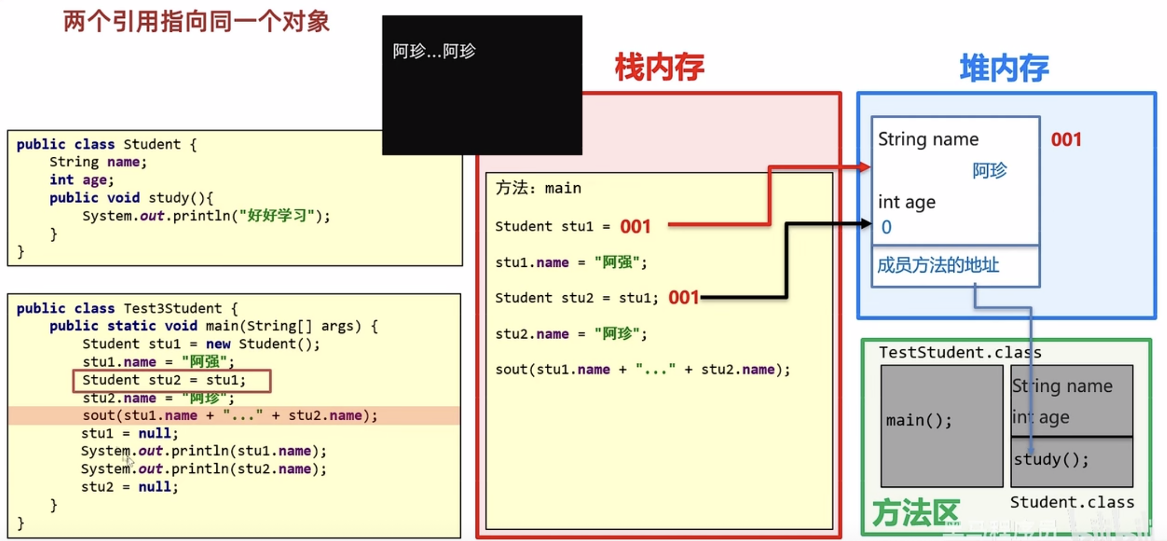 两个引用指向同一个对象
阿珍...阿珍
栈内存
堆内存
public class Student {
String name;
int age;
public void study(){
System.out.println("好好学习");
}
}
public class Test3Student {
public static void main(String[] args) {
Student stu1 = new Student();
stu1.name = "阿强";
Student stu2 = stu1;
stu2.name = "阿珍";
sout(stu1.name + "..." + stu2.name);
stu1 = null;
System.out.println(stu1.name);
System.out.println(stu2.name);
stu2 = null;
}
}
方法: main
Student stu1 = 001
stu1.name = "阿强";
Student stu2 = stu1; 001
stu2.name = "阿珍";
sout(stu1.name + "..." + stu2.name);
String name
001
阿珍
int age
0
成员方法的地址
TestStudent.class
main();
String name
int age
study();
Student.class
方法区